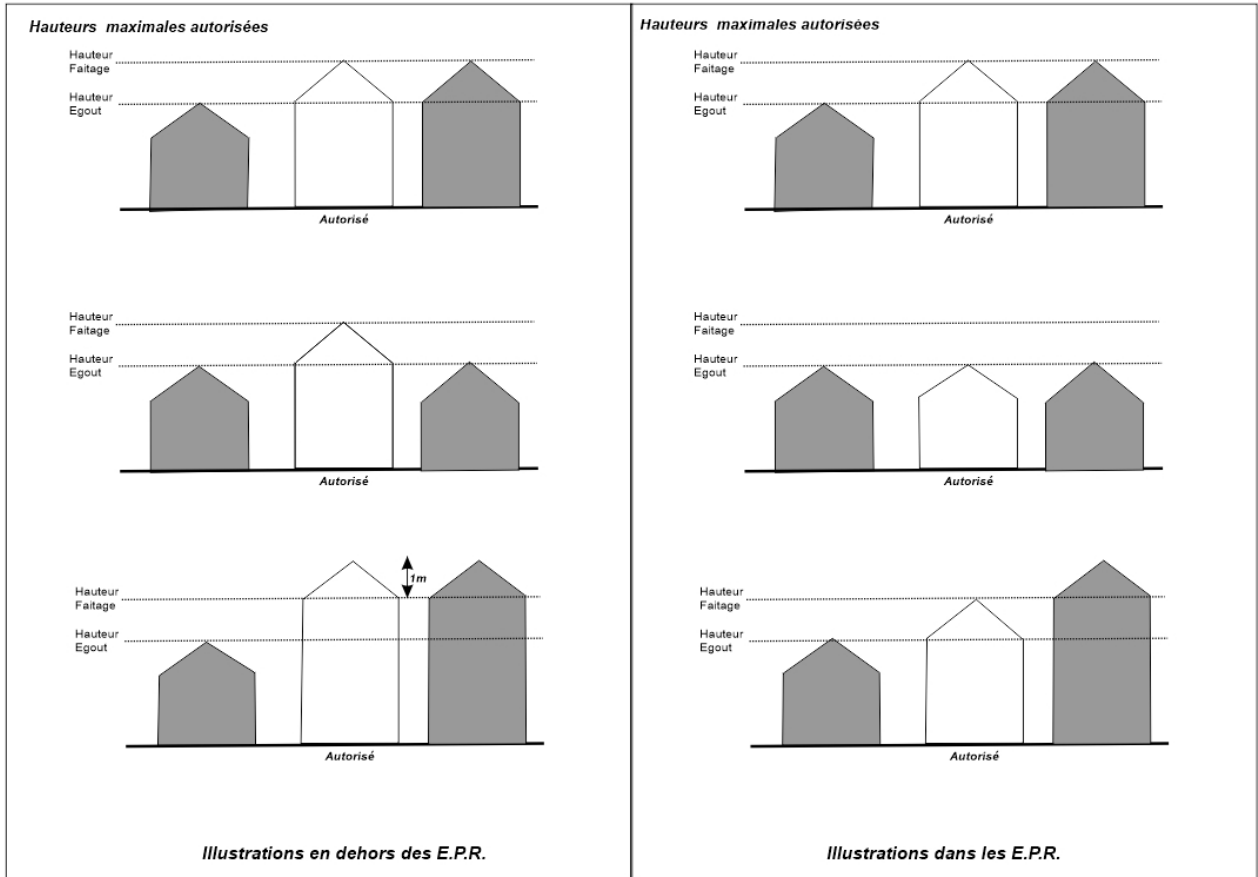 Hauteurs maximales autorisées
Hauteur
Faitage
Hauteur
Egout
Autorisé
Hauteur
Faitage
Hauteur
Egout
Autorisé
1m
Hauteur
Faitage
Hauteur
Egout
Autorisé
Illustrations en dehors des E.P.R.
Hauteurs maximales autorisées
Hauteur
Faitage
Hauteur
Egout
Autorisé
Hauteur
Faitage
Hauteur
Egout
Autorisé
Hauteur
Faitage
Hauteur
Egout
Autorisé
Illustrations dans les E.P.R.